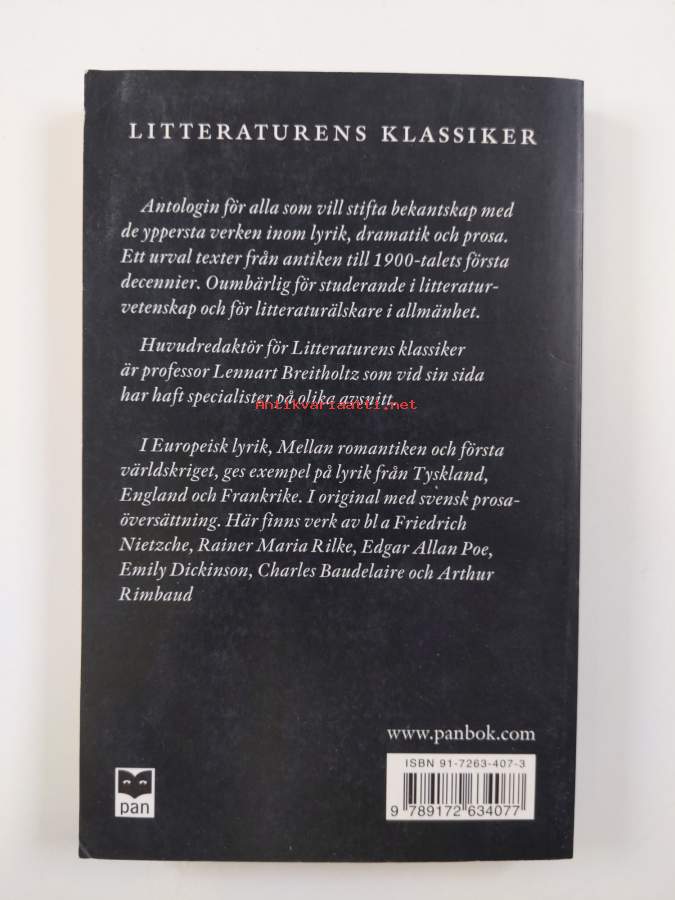 LITTERATURENS KLASSIKER
Antologin för alla som vill stifta bekantskap med
de yppersta verken inom lyrik, dramatik och prosa.
Ett urval texter från antiken till 1900-talets första
decennier. Oumbärlig för studerande i litteratur-
vetenskap och för litteraturälskare i allmänhet.
Huvudredaktör för Litteraturens klassiker
är professor Lennart Breitholtz som vid sin sida
har haft specialister på olika avsnitt.
Antikvariaatti.net
I Europeisk lyrik, Mellan romantiken och första
världskriget, ges exempel på lyrik från Tyskland,
England och Frankrike. I original med svensk prosa-
översättning. Här finns verk av bl a Friedrich
Nietzche, Rainer Maria Rilke, Edgar Allan Poe,
Emily Dickinson, Charles Baudelaire och Arthur
Rimbaud
www.panbok.com
ISBN 91-7263-407-3
9 789172 634077
pan